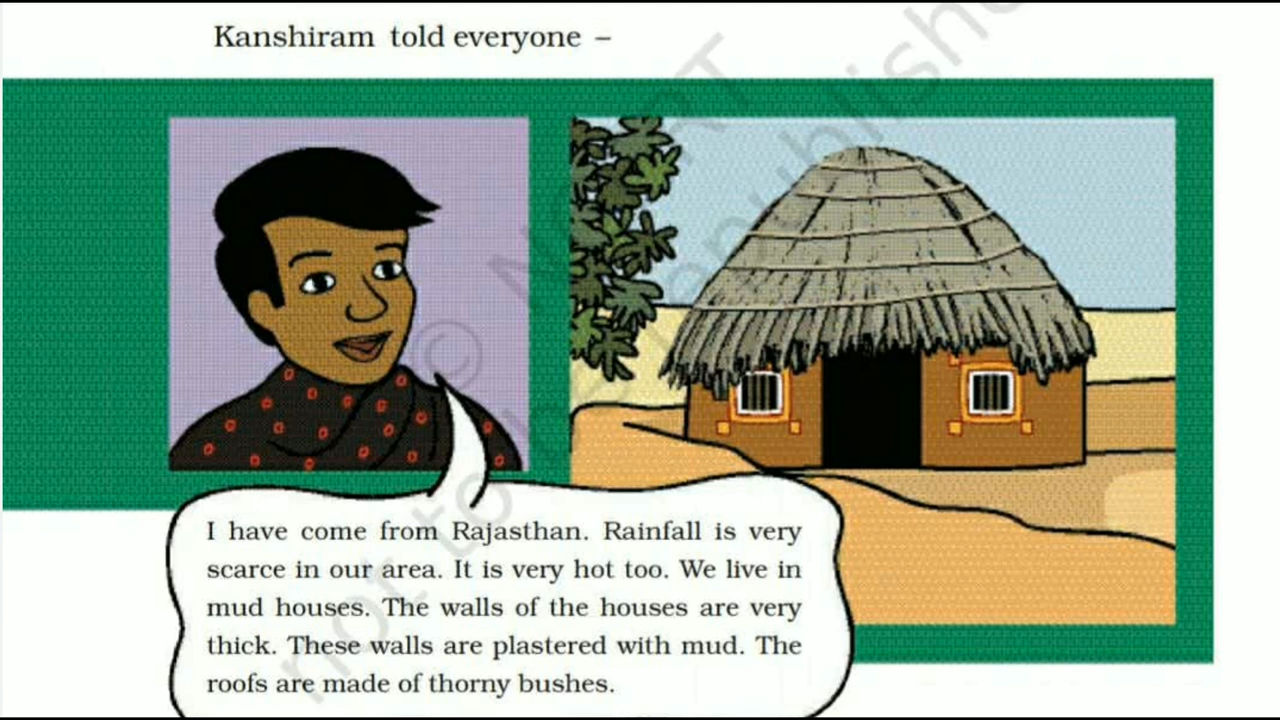 Kanshiram told everyone –
I have come from Rajasthan. Rainfall is very
scarce in our area. It is very hot too. We live in
mud houses. The walls of the houses are very
thick. These walls are plastered with mud. The
roofs are made of thorny bushes.